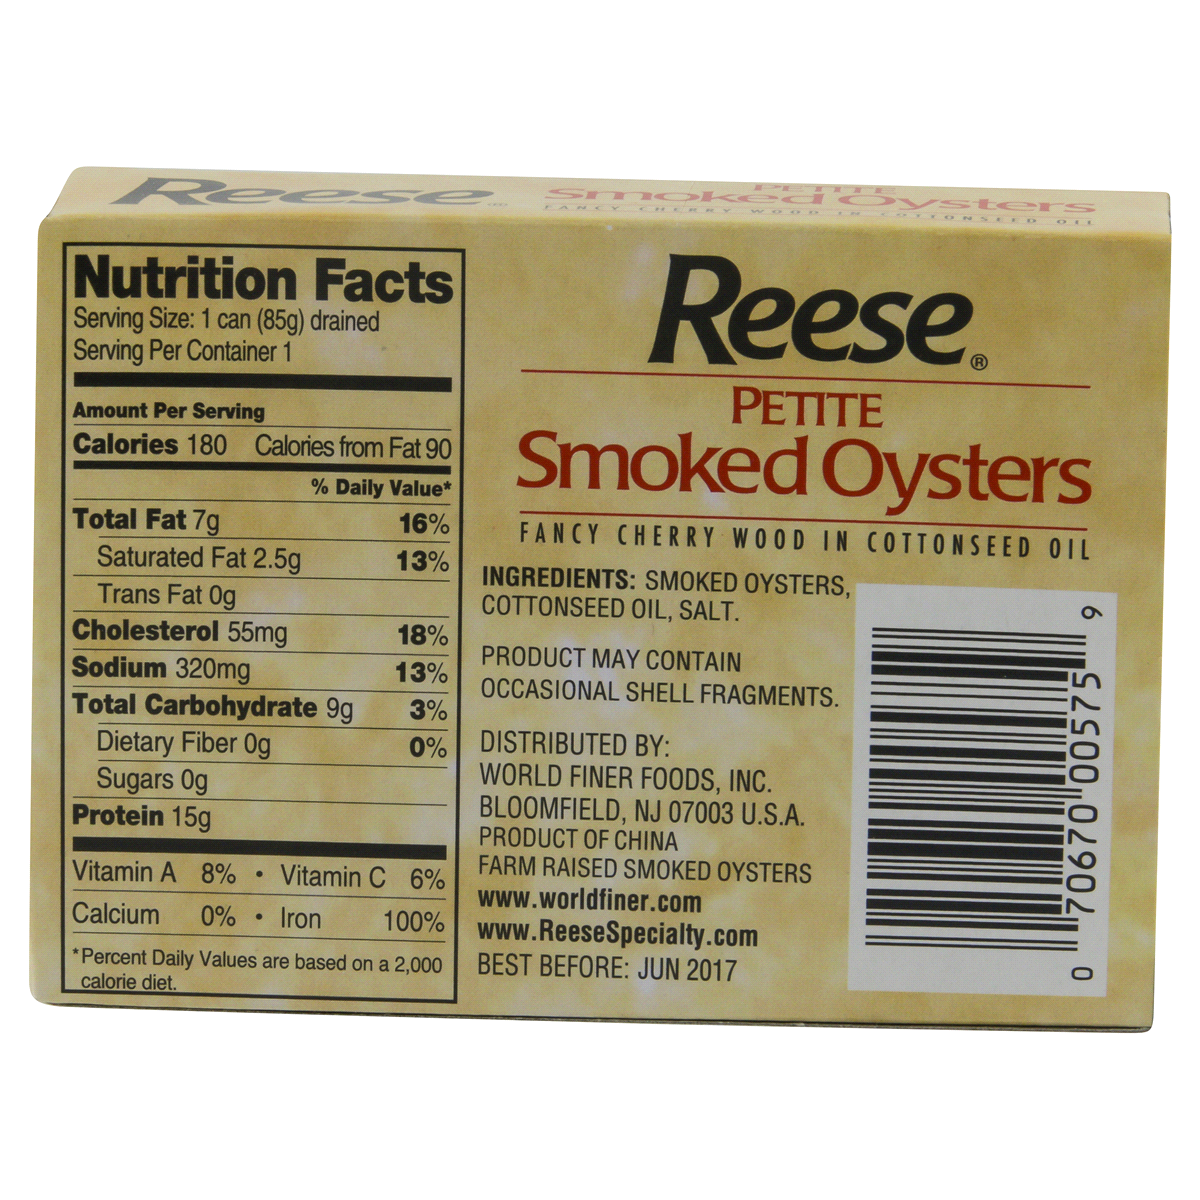 Reese®
PETITE
Smoked Oysters
FANCY CHERRY WOOD IN COTTONSEED OIL
Nutrition Facts
Serving Size: 1 can (85g) drained
Serving Per Container 1
Amount Per Serving
Calories 180 Calories from Fat 90
% Daily Value*
Total Fat 7g 16%
Saturated Fat 2.5g 13%
Trans Fat 0g
Cholesterol 55mg 18%
Sodium 320mg 13%
Total Carbohydrate 9g 3%
Dietary Fiber 0g 0%
Sugars 0g
Protein 15g
Vitamin A 8% • Vitamin C 6%
Calcium 0% • Iron 100%
*Percent Daily Values are based on a 2,000
calorie diet.
Reese®
PETITE
Smoked Oysters
FANCY CHERRY WOOD IN COTTONSEED OIL
INGREDIENTS: SMOKED OYSTERS,
COTTONSEED OIL, SALT.
PRODUCT MAY CONTAIN
OCCASIONAL SHELL FRAGMENTS.
DISTRIBUTED BY:
WORLD FINER FOODS, INC.
BLOOMFIELD, NJ 07003 U.S.A.
PRODUCT OF CHINA
FARM RAISED SMOKED OYSTERS
www.worldfiner.com
www.ReeseSpecialty.com
BEST BEFORE: JUN 2017
0 70670 00575 9